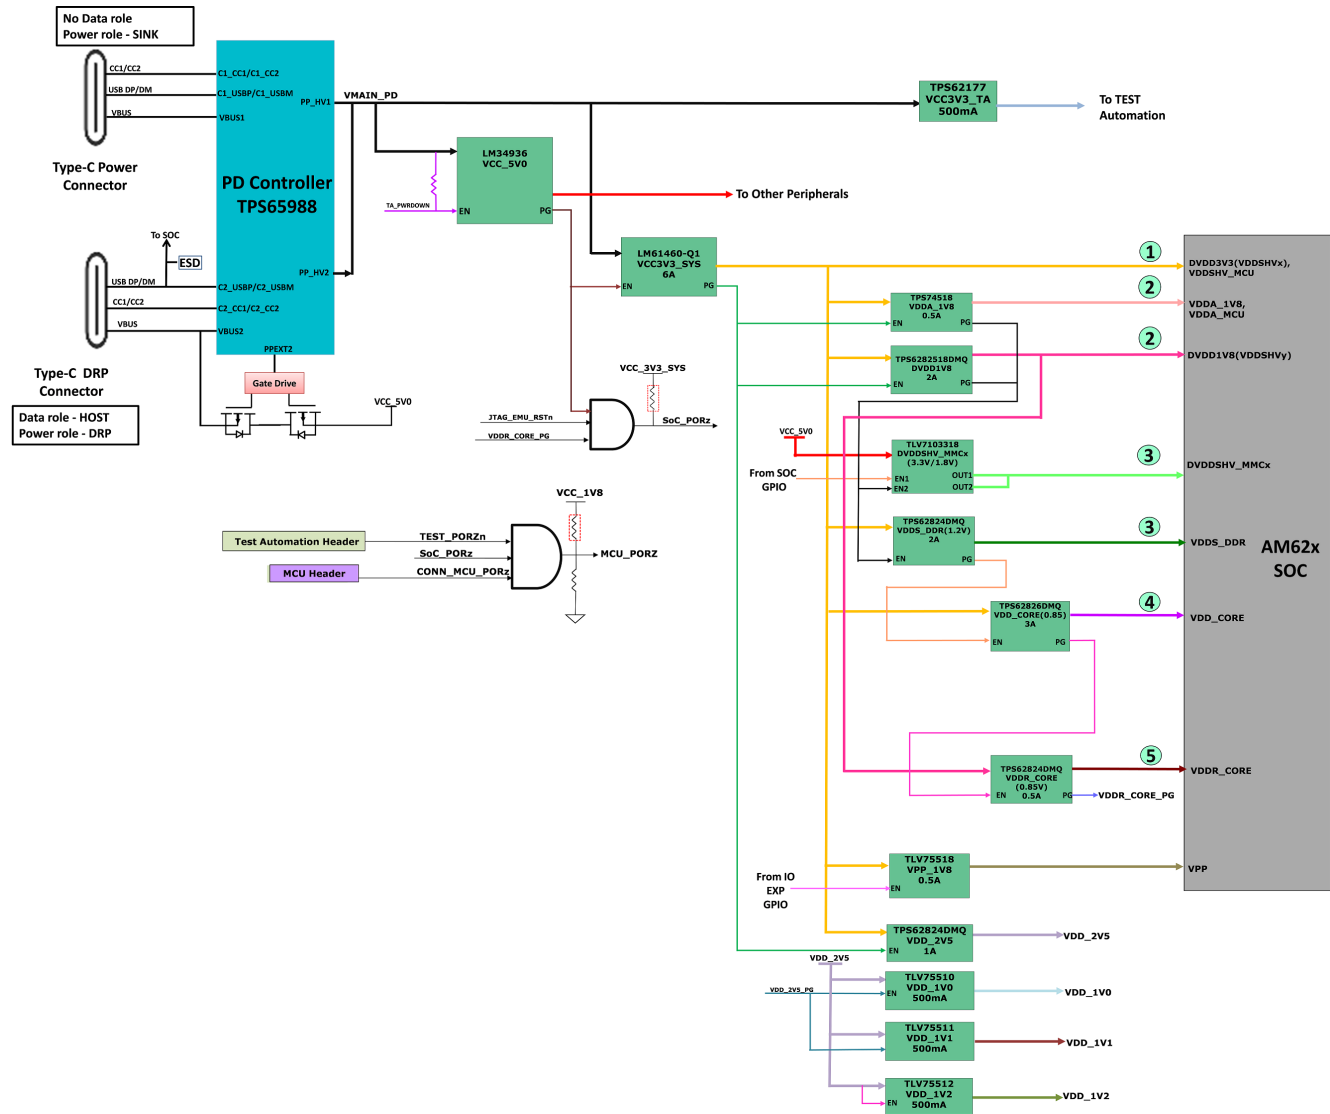 No Data role
Power role - SINK
CC1/CC2
USB DP/DM
VBUS
Type-C Power
Connector
C1_CC1/C1_CC2
C1_USBP/C1_USBM
VBUS1
PP_HV1
PD Controller
TPS65988
PP_HV2
C2_USBP/C2_USBM
C2_CC1/C2_CC2
VBUS2
PPEXT2
To SOC
ESD
USB DP/DM
CC1/CC2
VBUS
Type-C DRP
Connector
Data role - HOST
Power role - DRP
Gate Drive
VCC_5V0
VMAIN_PD
TPS62177
VCC3V3_TA
500mA
To TEST
Automation
LM34936
VCC_5V0
EN
PG
TA_PWRDOWN
To Other Peripherals
LM61460-Q1
VCC3V3_SYS
6A
EN
PG
VCC_3V3_SYS
JTAG_EMU_RSTn
VDDR_CORE_PG
SoC_PORz
VCC_1V8
Test Automation Header
TEST_PORZn
SoC_PORz
MCU Header
CONN_MCU_PORz
MCU_PORZ
1
DVDD3V3(VDDSHVx),
VDDSHV_MCU
TPS74518
VDDA_1V8
0.5A
EN
PG
2
VDDA_1V8,
VDDA_MCU
TPS6282518DMQ
DVDD1V8
2A
EN
PG
2
DVDD1V8(VDDSHVy)
VCC_5V0
From SOC
GPIO
TLV7103318
DVDDSHV_MMCx
(3.3V/1.8V)
EN1
EN2
OUT1
OUT2
3
DVDDSHV_MMCx
TPS62824DMQ
VDDS_DDR(1.2V)
2A
EN
PG
3
VDDS_DDR
AM62x
SOC
TPS62826DMQ
VDD_CORE(0.85)
3A
EN
PG
4
VDD_CORE
TPS62824DMQ
VDDR_CORE
(0.85V)
0.5A
EN
PG
VDDR_CORE_PG
5
VDDR_CORE
From IO
EXP
GPIO
TLV75518
VPP_1V8
0.5A
EN
VPP
TPS62824DMQ
VDD_2V5
1A
EN
VDD_2V5
VDD_2V5
VDD_2V5_PG
TLV75510
VDD_1V0
500mA
EN
VDD_1V0
TLV75511
VDD_1V1
500mA
EN
VDD_1V1
TLV75512
VDD_1V2
500mA
EN
VDD_1V2